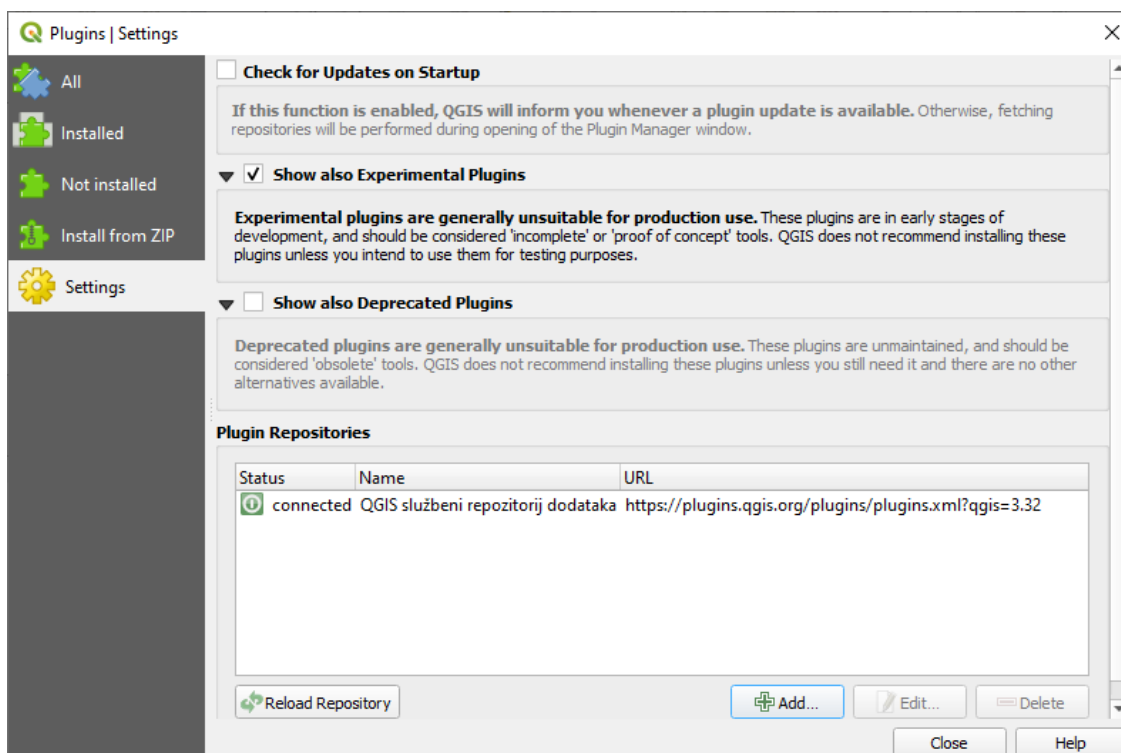 Plugins | Settings
All
Installed
Not installed
Install from ZIP
Settings
Check for Updates on Startup
If this function is enabled, QGIS will inform you whenever a plugin update is available. Otherwise, fetching
repositories will be performed during opening of the Plugin Manager window.
Show also Experimental Plugins
Experimental plugins are generally unsuitable for production use. These plugins are in early stages of
development, and should be considered 'incomplete' or 'proof of concept' tools. QGIS does not recommend installing these
plugins unless you intend to use them for testing purposes.
Show also Deprecated Plugins
Deprecated plugins are generally unsuitable for production use. These plugins are unmaintained, and should be
considered 'obsolete' tools. QGIS does not recommend installing these plugins unless you still need it and there are no other
alternatives available.
Plugin Repositories
Status Name URL
connected QGIS službeni repozitorij dodataka https://plugins.qgis.org/plugins/plugins.xml?qgis=3.32
Reload Repository Add... Edit... Delete
Close Help